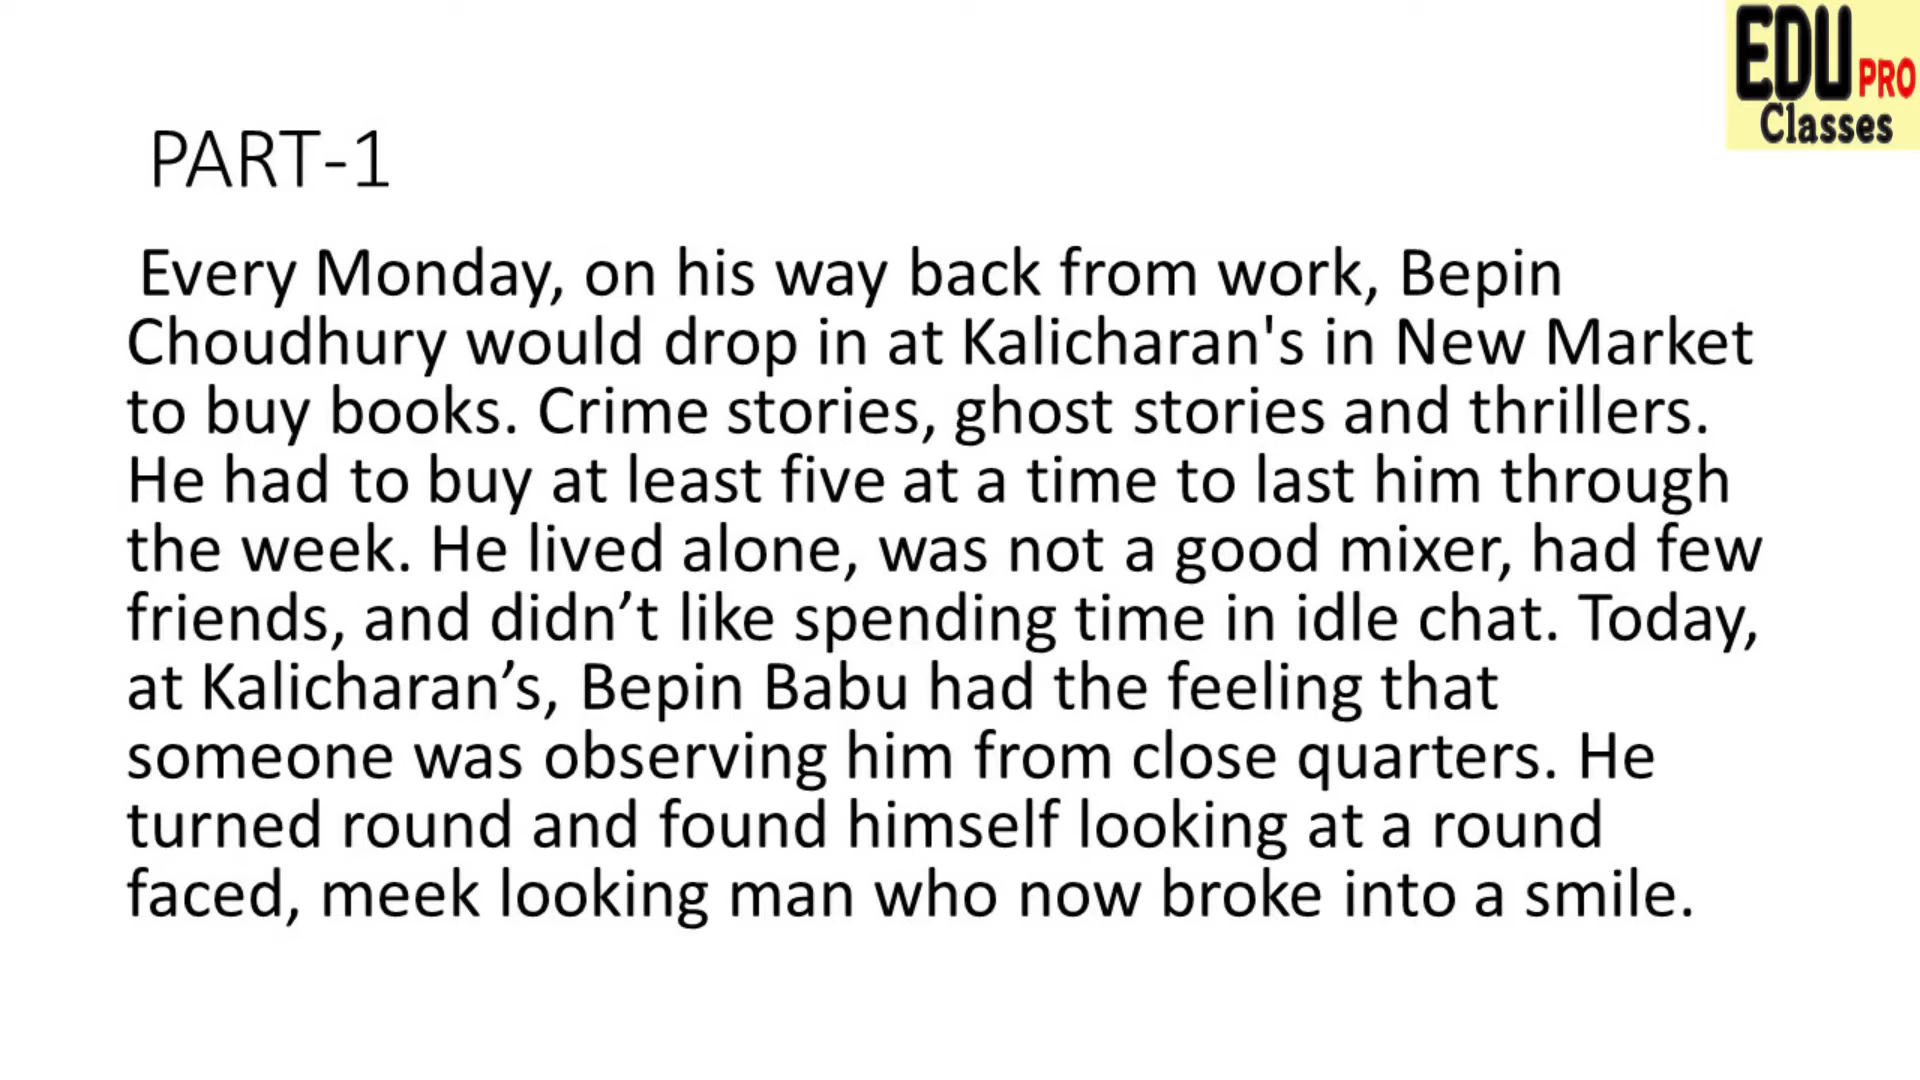 EDU PRO
Classes
PART-1
Every Monday, on his way back from work, Bepin
Choudhury would drop in at Kalicharan's in New Market
to buy books. Crime stories, ghost stories and thrillers.
He had to buy at least five at a time to last him through
the week. He lived alone, was not a good mixer, had few
friends, and didn’t like spending time in idle chat. Today,
at Kalicharan’s, Bepin Babu had the feeling that
someone was observing him from close quarters. He
turned round and found himself looking at a round
faced, meek looking man who now broke into a smile.